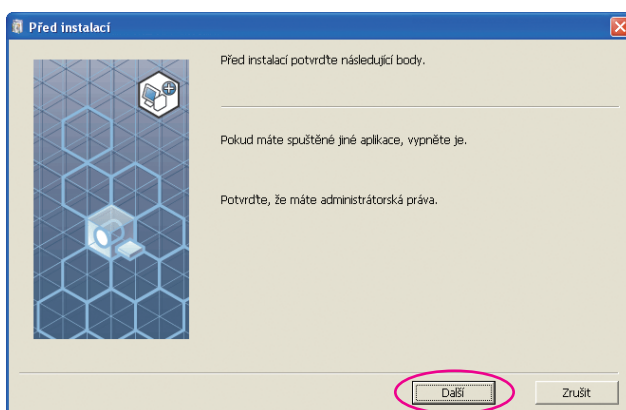 Před instalací
Před instalací potvrďte následující body.
Pokud máte spuštěné jiné aplikace, vypněte je.
Potvrďte, že máte administrátorská práva.
Další
Zrušit